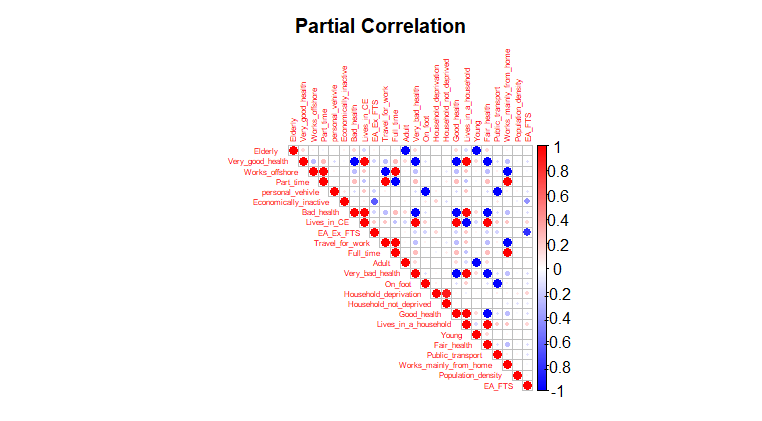 Partial Correlation
Elderly
Very_good_health
Works_offshore
Part_time
personal_vehivle
Economically_inactive
Bad_health
Lives_in_CE
EA_Ex_FTS
Travel_for_work
Full_time
Adult
Very_bad_health
On_foot
Household_deprivation
Household_not_deprived
Good_health
Lives_in_a_household
Young
Fair_health
Public_transport
Works_mainly_from_home
Population_density
EA_FTS
Elderly
Very_good_health
Works_offshore
Part_time
personal_vehivle
Economically_inactive
Bad_health
Lives_in_CE
EA_Ex_FTS
Travel_for_work
Full_time
Adult
Very_bad_health
On_foot
Household_deprivation
Household_not_deprived
Good_health
Lives_in_a_household
Young
Fair_health
Public_transport
Works_mainly_from_home
Population_density
EA_FTS
1
0.8
0.6
0.4
0.2
0
-0.2
-0.4
-0.6
-0.8
-1